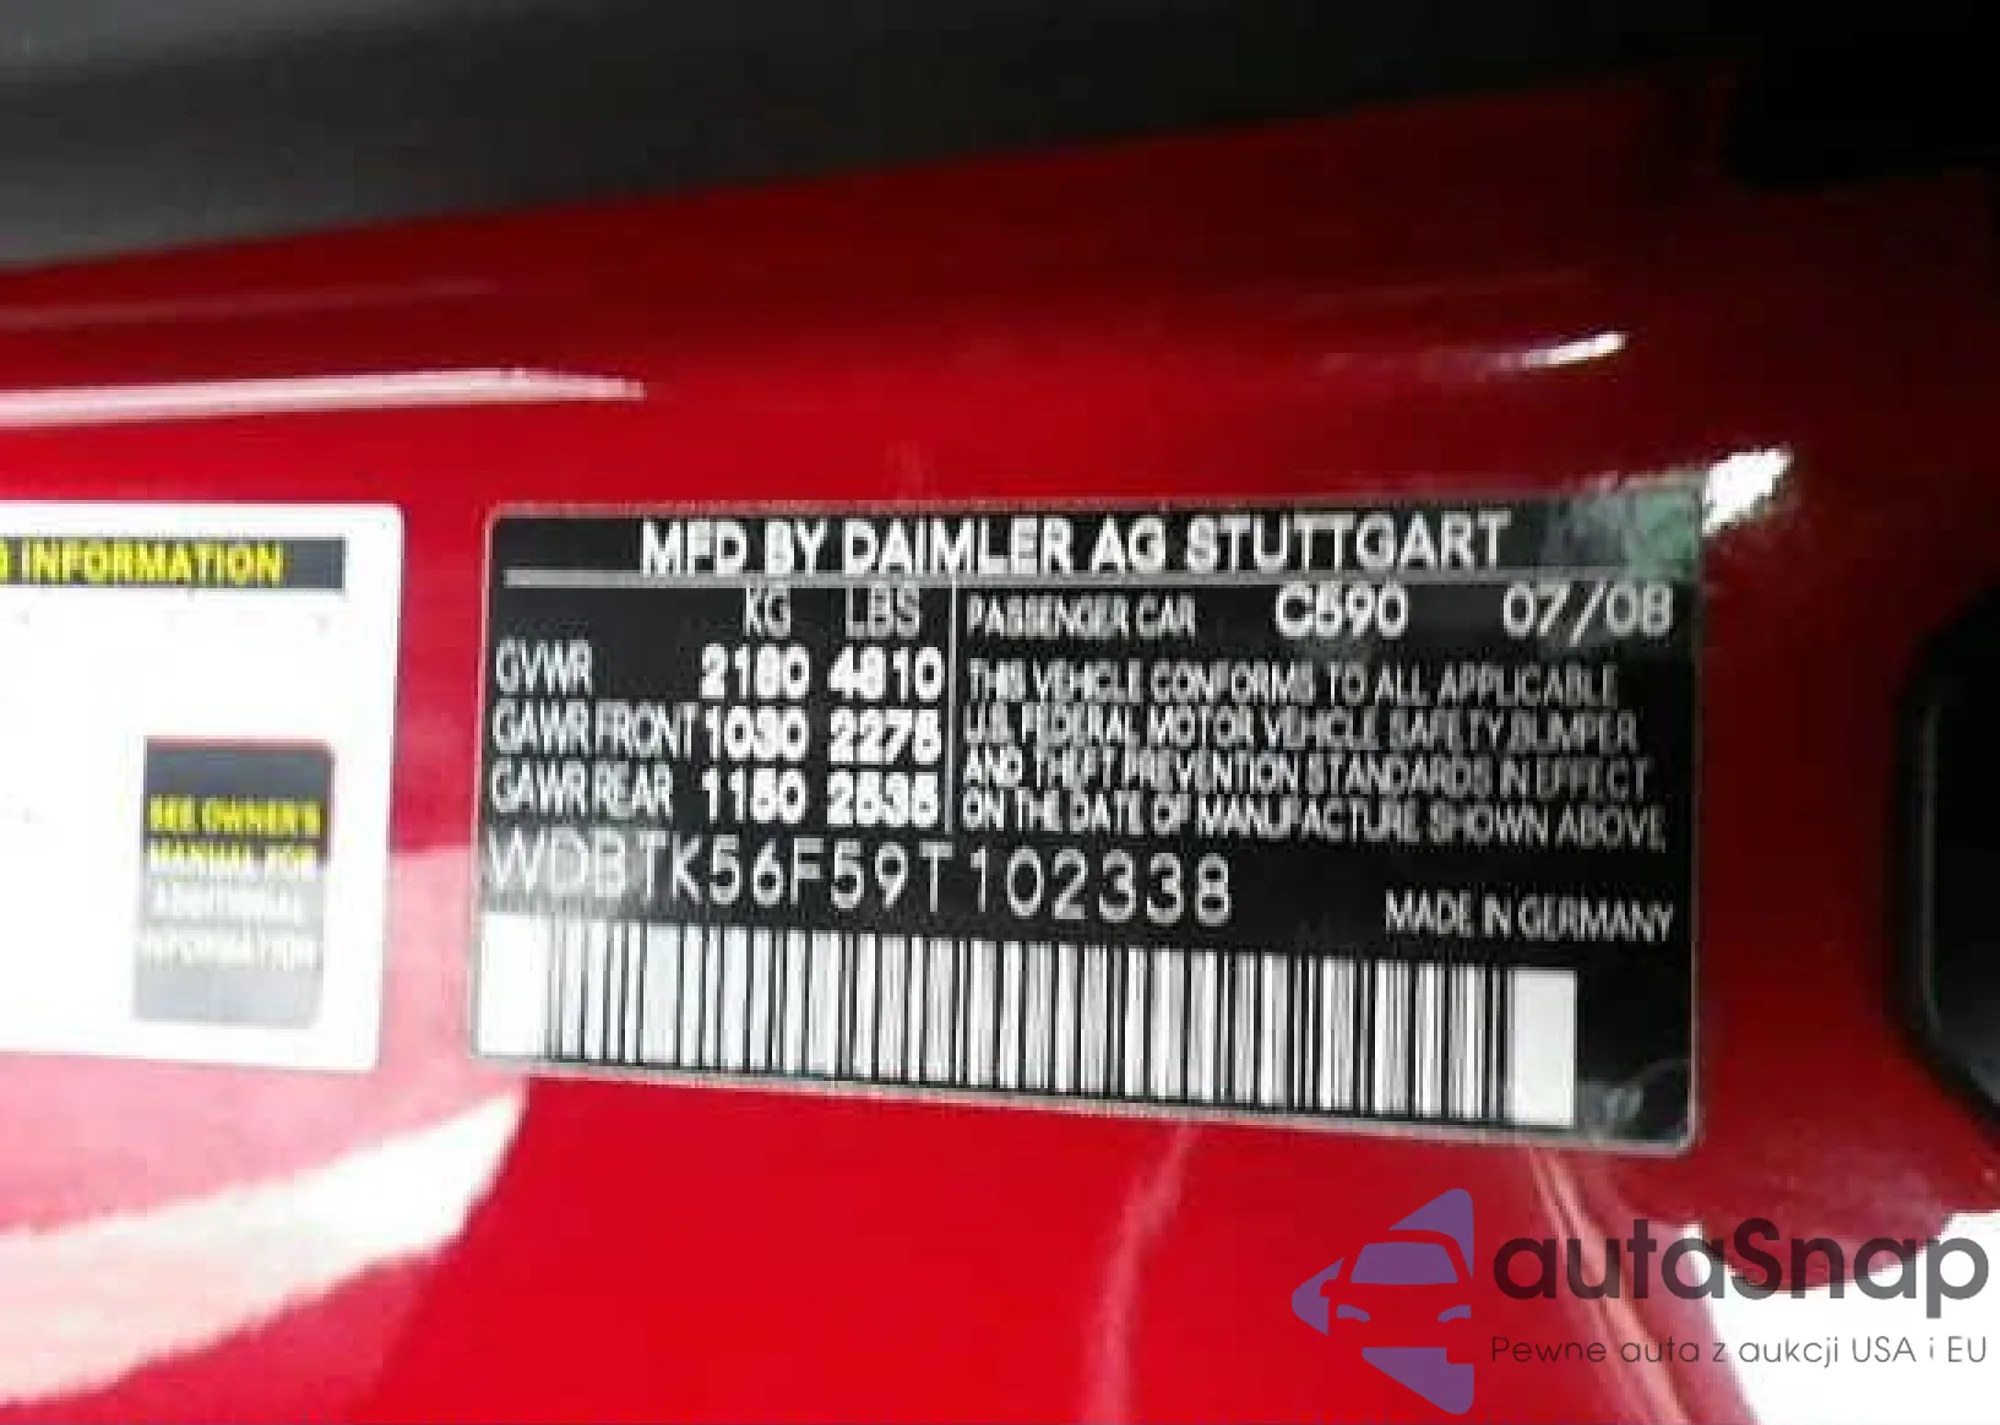 G INFORMATION
SEE OWNER'S
MANUAL FOR
ADDITIONAL
INFORMATION
MFD BY DAIMLER AG STUTTGART
KG LBS
GVWR 2180 4810
GAWR FRONT 1030 2275
GAWR REAR 1150 2535
PASSENGER CAR C590 07/08
THIS VEHICLE CONFORMS TO ALL APPLICABLE
U.S. FEDERAL MOTOR VEHICLE SAFETY, BUMPER
AND THEFT PREVENTION STANDARDS IN EFFECT
ON THE DATE OF MANUFACTURE SHOWN ABOVE
WDBTK56F59T102338
MADE IN GERMANY
autaSnap
Pewne auta z aukcji USA i EU